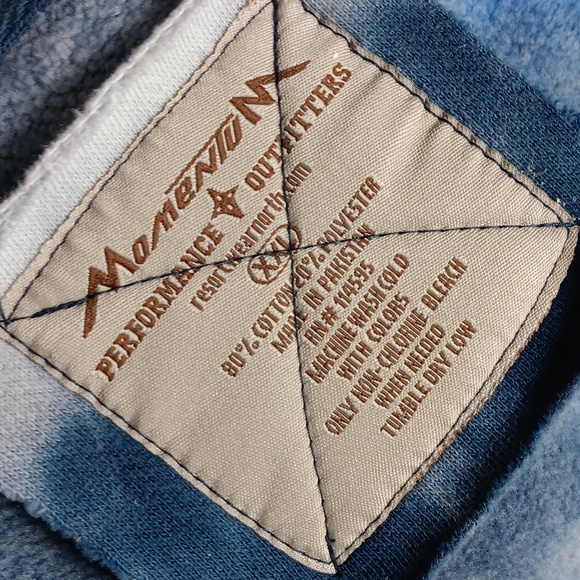 MOMENTUM
PERFORMANCE OUTFITTERS
resortwearnorth.com
XXL
80% COTTON 20% POLYESTER
MADE IN PAKISTAN
RN# 114595
MACHINE WASH COLD
WITH COLORS
ONLY NON-CHLORINE BLEACH
WHEN NEEDED
TUMBLE DRY LOW